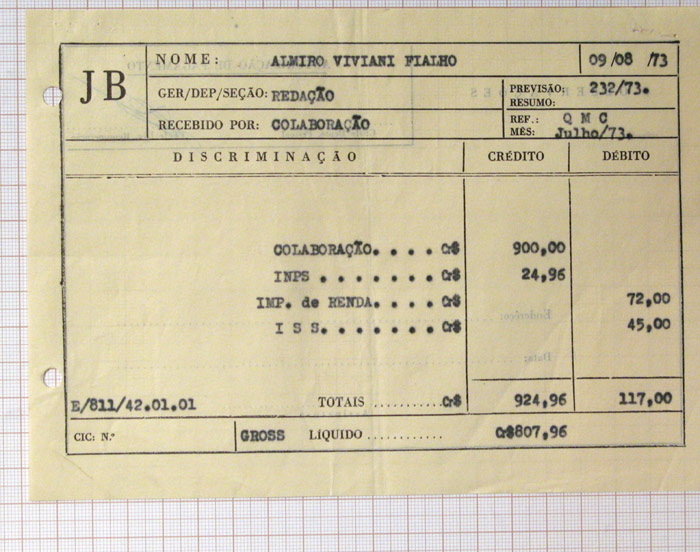 JB
NOME: ALMIRO VIVIANI FIALHO 09/08 /73
GER/DEP/SEÇÃO: REDAÇÃO
PREVISÃO: 232/73.
RESUMO:
RECEBIDO POR: COLABORAÇÃO
REF.: Q M C
MÊS: Julho/73.
DISCRIMINAÇÃO CRÉDITO DÉBITO
COLABORAÇÃO. . . . Cr$ 900,00
INPS . . . . . . . Cr$ 24,96
IMP. de RENDA. . . . Cr$ 72,00
I S S. . . . . . . Cr$ 45,00
E/811/42.01.01 TOTAIS ........... Cr$ 924,96 117,00
CIC: N.º GROSS LÍQUIDO ............ Cr$807,96